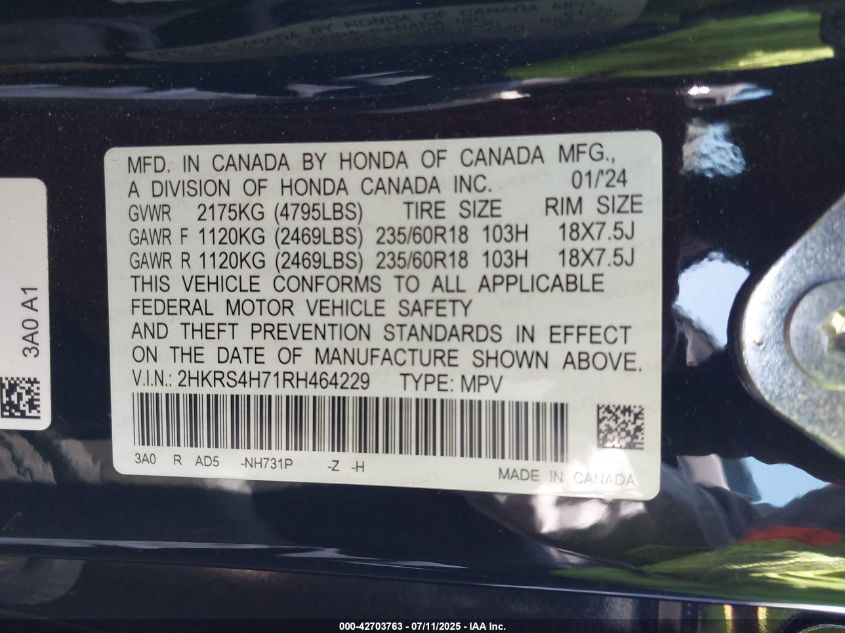 MFD. IN CANADA BY HONDA OF CANADA MFG.,
A DIVISION OF HONDA CANADA INC. 01/'24
GVWR 2175KG (4795LBS) TIRE SIZE RIM SIZE
GAWR F 1120KG (2469LBS) 235/60R18 103H 18X7.5J
GAWR R 1120KG (2469LBS) 235/60R18 103H 18X7.5J
THIS VEHICLE CONFORMS TO ALL APPLICABLE
FEDERAL MOTOR VEHICLE SAFETY
AND THEFT PREVENTION STANDARDS IN EFFECT
ON THE DATE OF MANUFACTURE SHOWN ABOVE.
V.I.N.: 2HKRS4H71RH464229 TYPE: MPV
3A0 R AD5 -NH731P -Z -H
MADE IN CANADA
3A0 A1
000-42703763 - 07/11/2025 - IAA Inc.